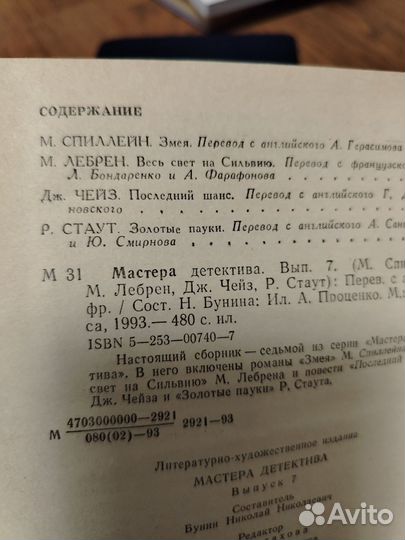 СОДЕРЖАНИЕ
М. СПИЛЛЕЙН. Змея. Перевод с английского А. Герасимова
М. ЛЕБРЕН. Весь свет на Сильвию. Перевод с французско
Л. Бондаренко и А. Фарафонова
Дж. ЧЕЙЗ. Последний шанс. Перевод с английского Г. Д
новского
Р. СТАУТ. Золотые пауки. Перевод с английского А. Сан
и Ю. Смирнова
М 31 Мастера детектива. Вып. 7. (М. Спи
М. Лебрен, Дж. Чейз, Р. Стаут): Перев. с а
фр. / Сост. Н. Бунина: Ил. А. Проценко. М.:
са, 1993.— 480 с. ил.
ISBN 5—253—00740—7
Настоящий сборник — седьмой из серии «Мастера
тива». В него включены романы «Змея» М. Спиллейна
свет на Сильвию» М. Лебрена и повести «Последний
Дж. Чейза и «Золотые пауки» Р. Стаута.
М 4703000000—2921 2921—93
080(02)—93
Литературно-художественное издание
МАСТЕРА ДЕТЕКТИВА
Выпуск 7
Составитель
Бунин Николай Николаевич
Редактор
Avito